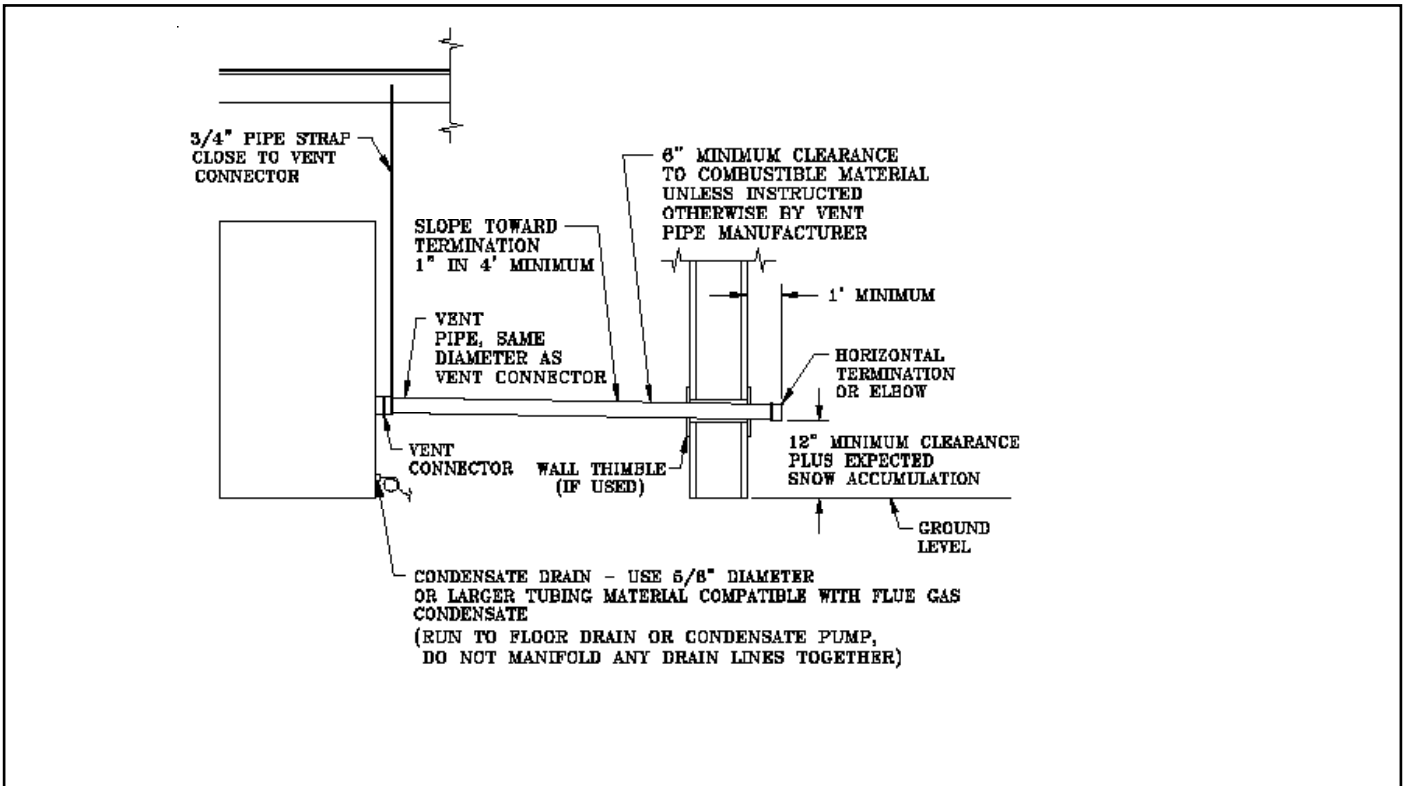 3/4" PIPE STRAP
CLOSE TO VENT
CONNECTOR
6" MINIMUM CLEARANCE
TO COMBUSTIBLE MATERIAL
UNLESS INSTRUCTED
OTHERWISE BY VENT
PIPE MANUFACTURER
SLOPE TOWARD
TERMINATION
1" IN 4' MINIMUM
1' MINIMUM
VENT
PIPE, SAME
DIAMETER AS
VENT CONNECTOR
HORIZONTAL
TERMINATION
OR ELBOW
VENT
CONNECTOR
WALL THIMBLE
(IF USED)
12" MINIMUM CLEARANCE
PLUS EXPECTED
SNOW ACCUMULATION
GROUND
LEVEL
CONDENSATE DRAIN - USE 5/8" DIAMETER
OR LARGER TUBING MATERIAL COMPATIBLE WITH FLUE GAS
CONDENSATE
(RUN TO FLOOR DRAIN OR CONDENSATE PUMP,
DO NOT MANIFOLD ANY DRAIN LINES TOGETHER)